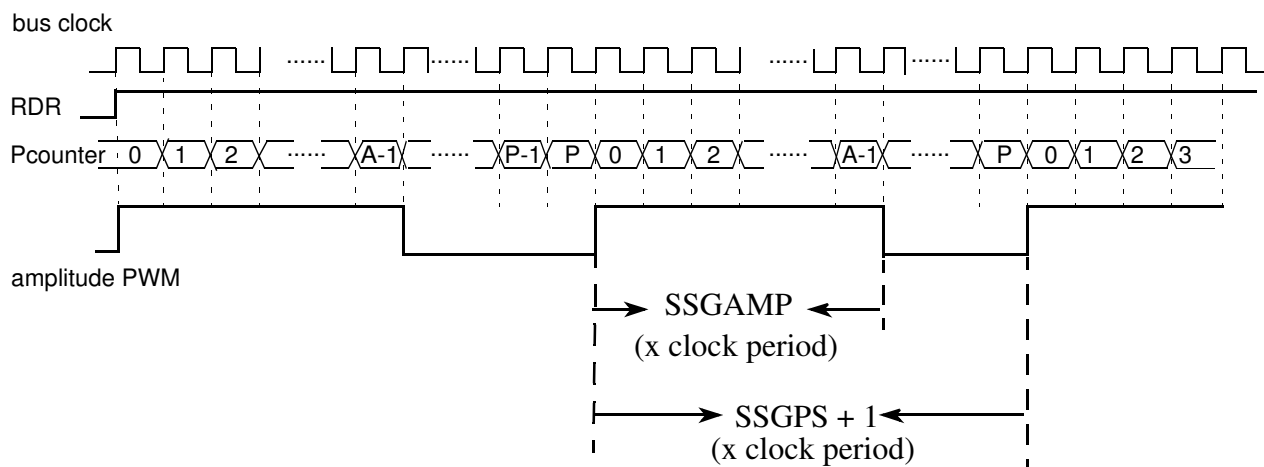 bus clock
...... ...... ...... ......
RDR
Pcounter 0 1 2 ...... A-1 ...... P-1 P 0 1 2 ...... A-1 ...... P 0 1 2 3
amplitude PWM
SSGAMP
(x clock period)
SSGPS + 1
(x clock period)